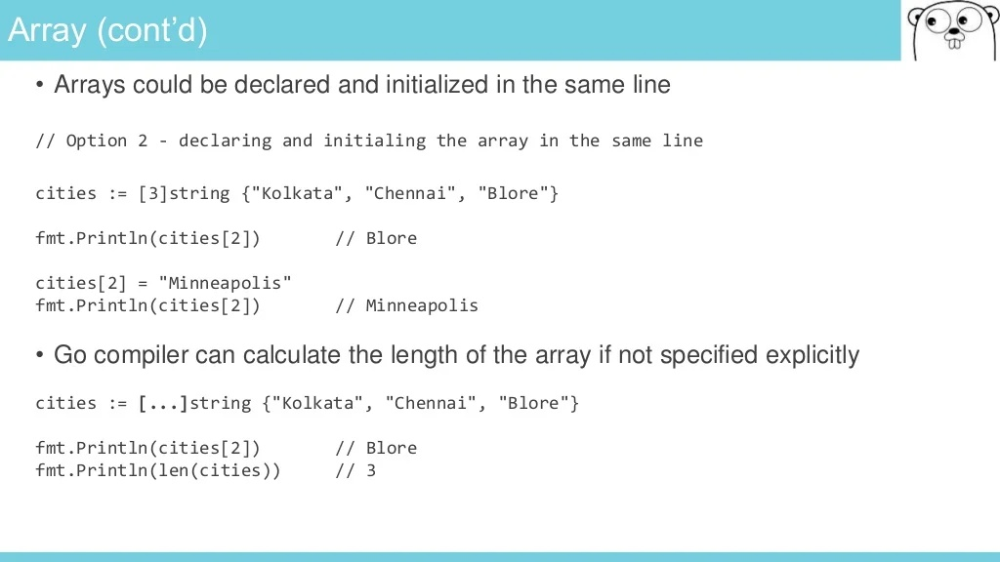 Array (cont’d)
• Arrays could be declared and initialized in the same line
// Option 2 - declaring and initialing the array in the same line
cities := [3]string {"Kolkata", "Chennai", "Blore"}
fmt.Println(cities[2]) // Blore
cities[2] = "Minneapolis"
fmt.Println(cities[2]) // Minneapolis
• Go compiler can calculate the length of the array if not specified explicitly
cities := [...]string {"Kolkata", "Chennai", "Blore"}
fmt.Println(cities[2]) // Blore
fmt.Println(len(cities)) // 3